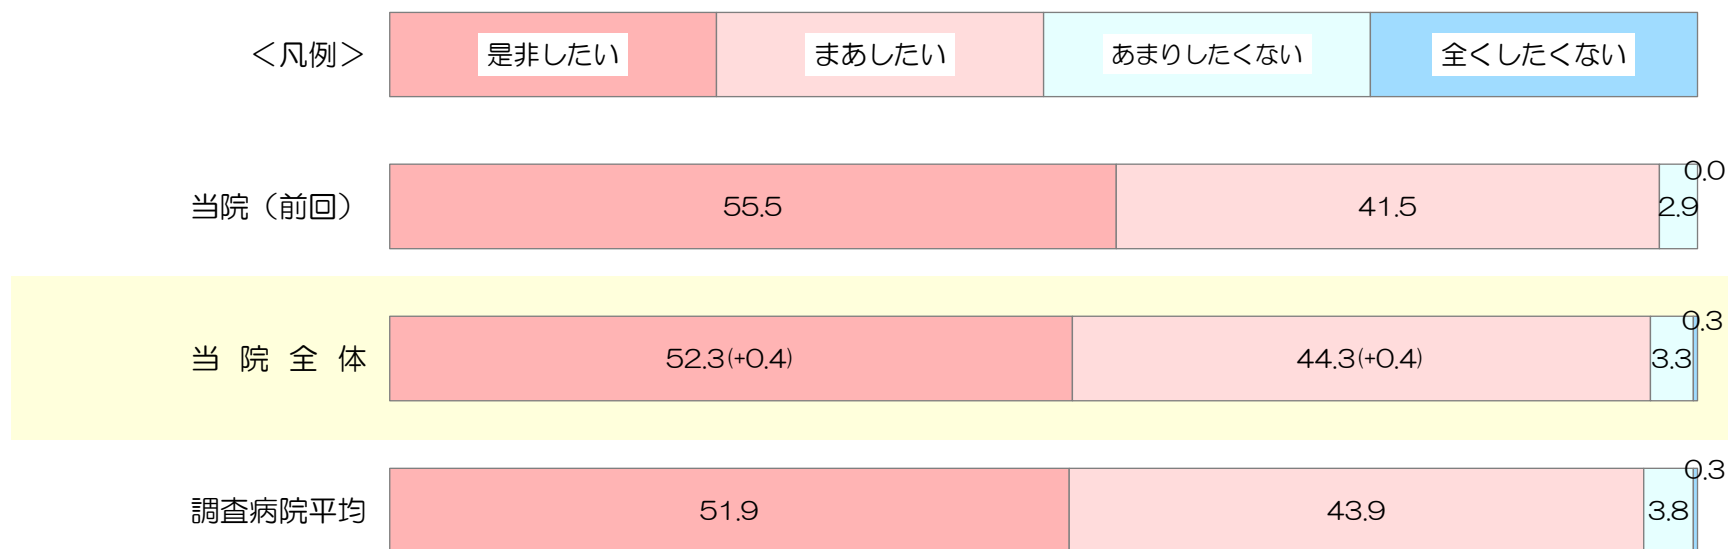 ＜凡例＞ 是非したい まあしたい あまりしたくない 全くしたくない
0.0
当院（前回） 55.5 41.5 2.9
0.3
当院全体 52.3(+0.4) 44.3(+0.4) 3.3
0.3
調査病院平均 51.9 43.9 3.8